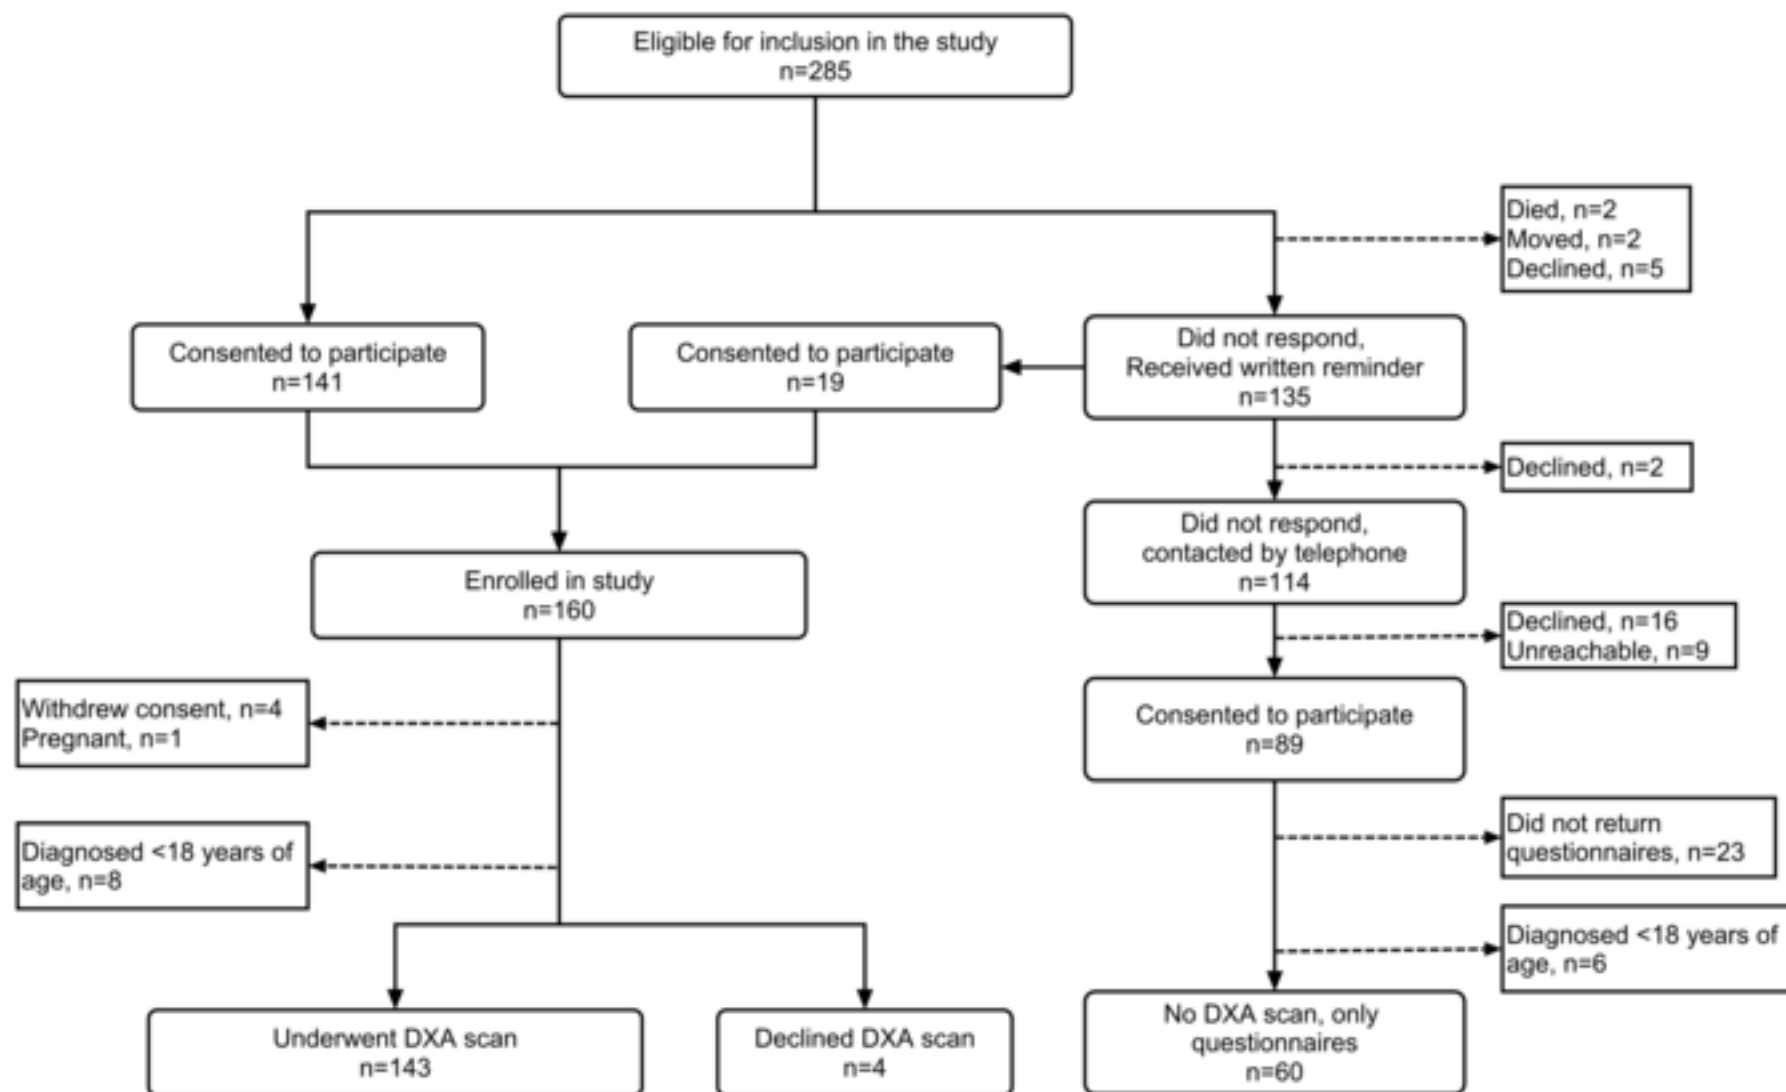 Eligible for inclusion in the study
n=285
Died, n=2
Moved, n=2
Declined, n=5
Consented to participate
n=141
Consented to participate
n=19
Did not respond,
Received written reminder
n=135
Declined, n=2
Did not respond,
contacted by telephone
n=114
Enrolled in study
n=160
Declined, n=16
Unreachable, n=9
Withdrew consent, n=4
Pregnant, n=1
Consented to participate
n=89
Diagnosed <18 years of
age, n=8
Did not return
questionnaires, n=23
Diagnosed <18 years of
age, n=6
Underwent DXA scan
n=143
Declined DXA scan
n=4
No DXA scan, only
questionnaires
n=60